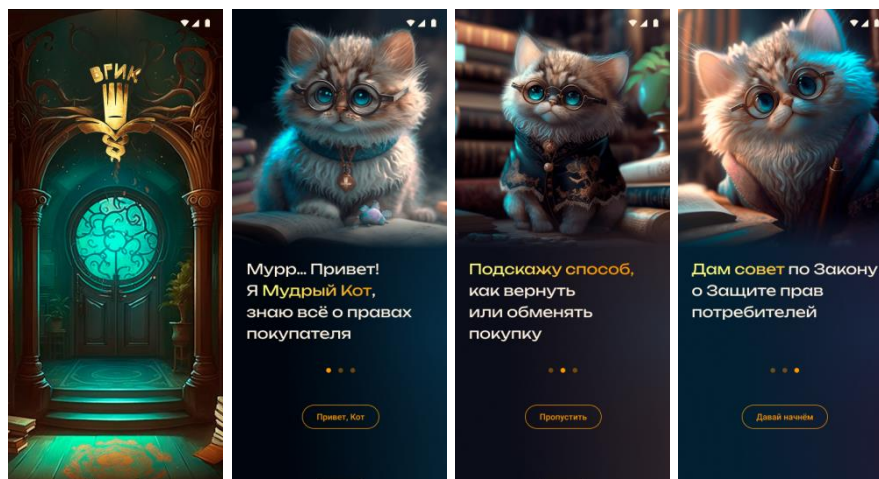 ВГИК
Мурр... Привет!
Я Мудрый Кот,
знаю всё о правах
покупателя
Привет, Кот
Подскажу способ,
как вернуть
или обменять
покупку
Пропустить
Дам совет по Закону
о Защите прав
потребителей
Давай начнём